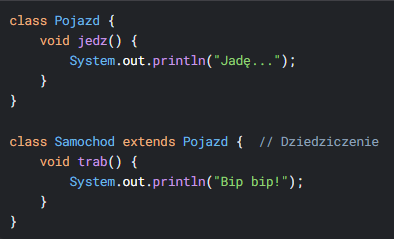 class Pojazd {
    void jedz() {
        System.out.println("Jadę...");
    }
}

class Samochod extends Pojazd {  // Dziedziczenie
    void trab() {
        System.out.println("Bip bip!");
    }
}